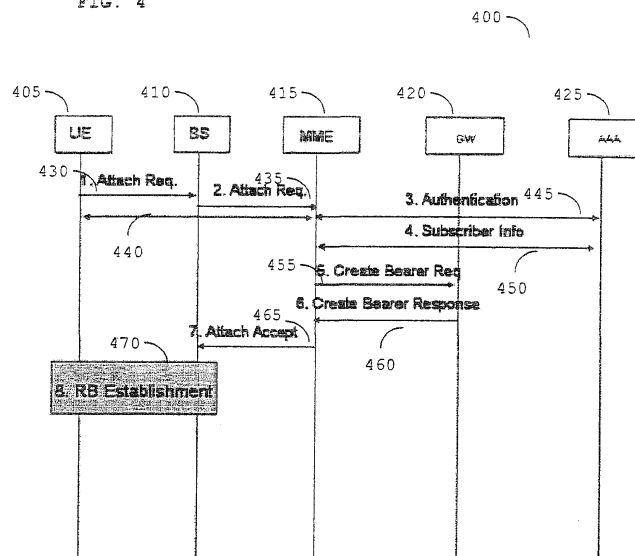 FIG. 4
400
405
410
415
420
425
UE
BS
MME
GW
AAA
430
1. Attach Req.
435
2. Attach Req.
3. Authentication
445
440
4. Subscriber Info
450
455
5. Create Bearer Req
6. Create Bearer Response
460
465
7. Attach Accept
470
8. RB Establishment